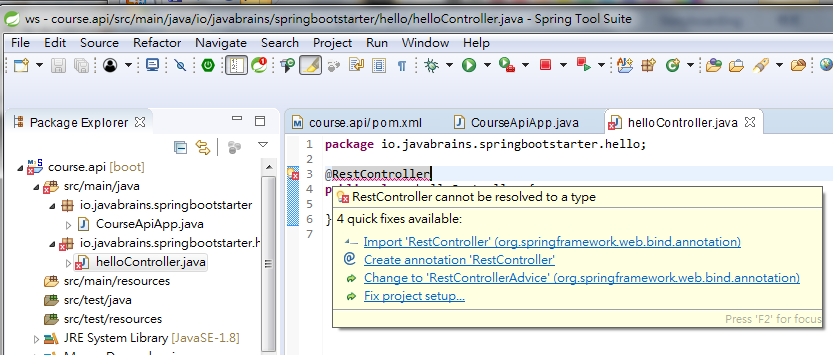 ws - course.api/src/main/java/io/javabrains/springbootstarter/hello/helloController.java - Spring Tool Suite
File Edit Source Refactor Navigate Search Project Run Window Help
Package Explorer
course.api [boot]
src/main/java
io.javabrains.springbootstarter
CourseApiApp.java
io.javabrains.springbootstarter.h
helloController.java
src/main/resources
src/test/java
src/test/resources
JRE System Library [JavaSE-1.8]
course.api/pom.xml
CourseApiApp.java
helloController.java
1 package io.javabrains.springbootstarter.hello;
2
3 @RestController
4
5
6 }
7
RestController cannot be resolved to a type
4 quick fixes available:
Import 'RestController' (org.springframework.web.bind.annotation)
Create annotation 'RestController'
Change to 'RestControllerAdvice' (org.springframework.web.bind.annotation)
Fix project setup...
Press 'F2' for focus